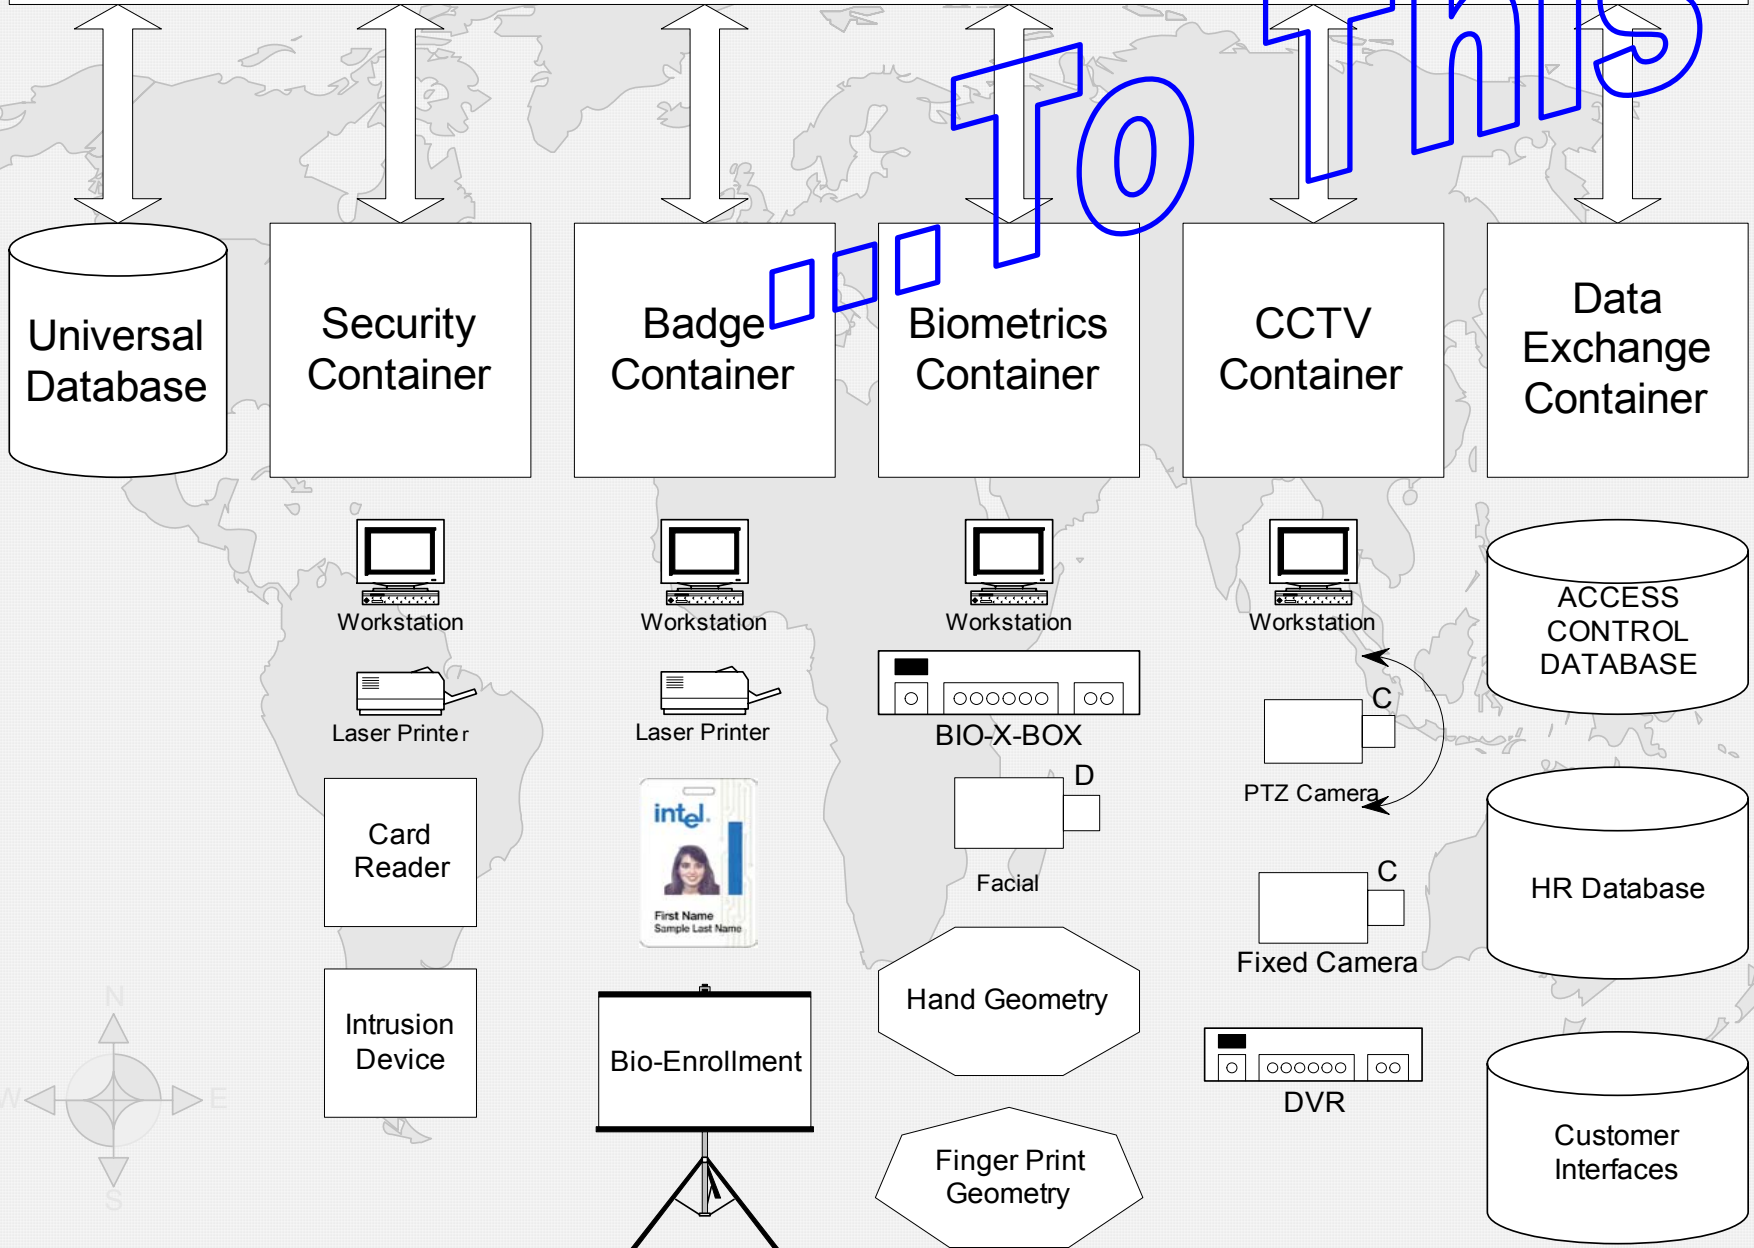 ... To This
Universal
Database
Security
Container
Badge
Container
Biometrics
Container
CCTV
Container
Data
Exchange
Container
Workstation
Workstation
Workstation
Workstation
ACCESS
CONTROL
DATABASE
Laser Printer
Laser Printer
BIO-X-BOX
C
PTZ Camera
Card
Reader
intel.
First Name
Sample Last Name
D
Facial
C
Fixed Camera
HR Database
Intrusion
Device
Bio-Enrollment
Hand Geometry
DVR
Finger Print
Geometry
Customer
Interfaces
N
W
E
S